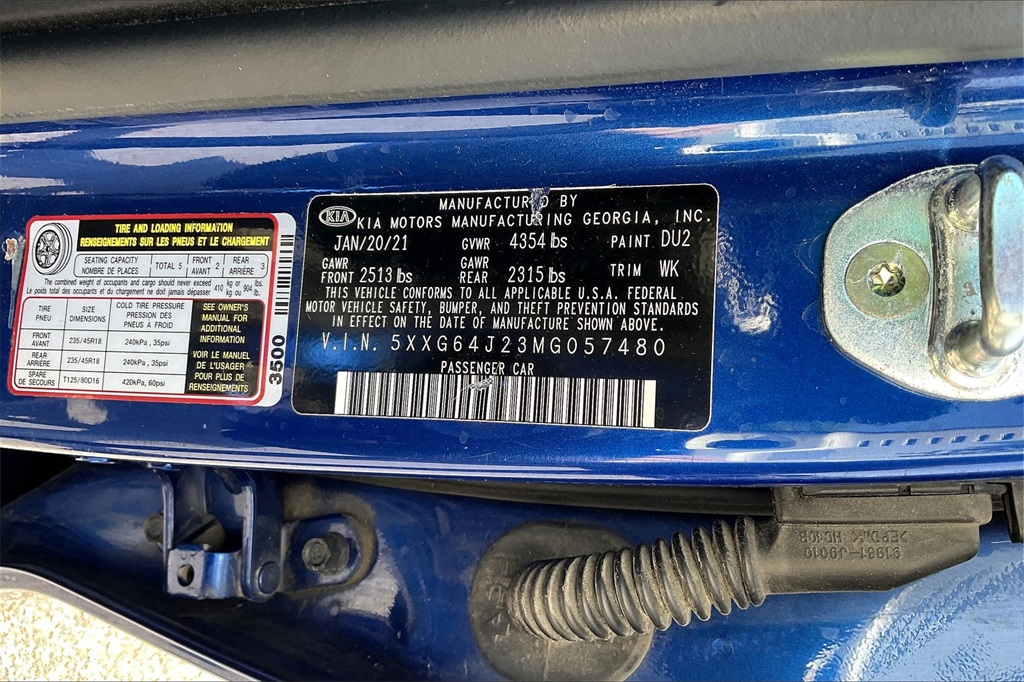 TIRE AND LOADING INFORMATION
RENSEIGNEMENTS SUR LES PNEUS ET LE CHARGEMENT
SEATING CAPACITY
NOMBRE DE PLACES
TOTAL 5
FRONT
AVANT 2
REAR
ARRIÈRE 3
The combined weight of occupants and cargo should never exceed 410 kg or 904 lbs.
Le poids total des occupants et du chargement ne doit jamais dépasser 410 kg ou 904 lb.
TIRE
PNEU
SIZE
DIMENSIONS
COLD TIRE PRESSURE
PRESSION DES
PNEUS À FROID
FRONT
AVANT
235/45R18
240kPa, 35psi
REAR
ARRIÈRE
235/45R18
240kPa, 35psi
SPARE
DE SECOURS
T125/80D16
420kPa, 60psi
SEE OWNER'S
MANUAL FOR
ADDITIONAL
INFORMATION
VOIR LE MANUEL
DE L'USAGER
POUR PLUS DE
RENSEIGNEMENTS
3500
KIA
MANUFACTURED BY
KIA MOTORS MANUFACTURING GEORGIA, INC.
JAN/20/21 GVWR 4354 lbs PAINT DU2
GAWR
FRONT 2513 lbs
GAWR
REAR 2315 lbs
TRIM WK
THIS VEHICLE CONFORMS TO ALL APPLICABLE U.S.A. FEDERAL
MOTOR VEHICLE SAFETY, BUMPER, AND THEFT PREVENTION STANDARDS
IN EFFECT ON THE DATE OF MANUFACTURE SHOWN ABOVE.
V.I.N. 5XXG64J23MG057480
PASSENGER CAR
91981-J9010